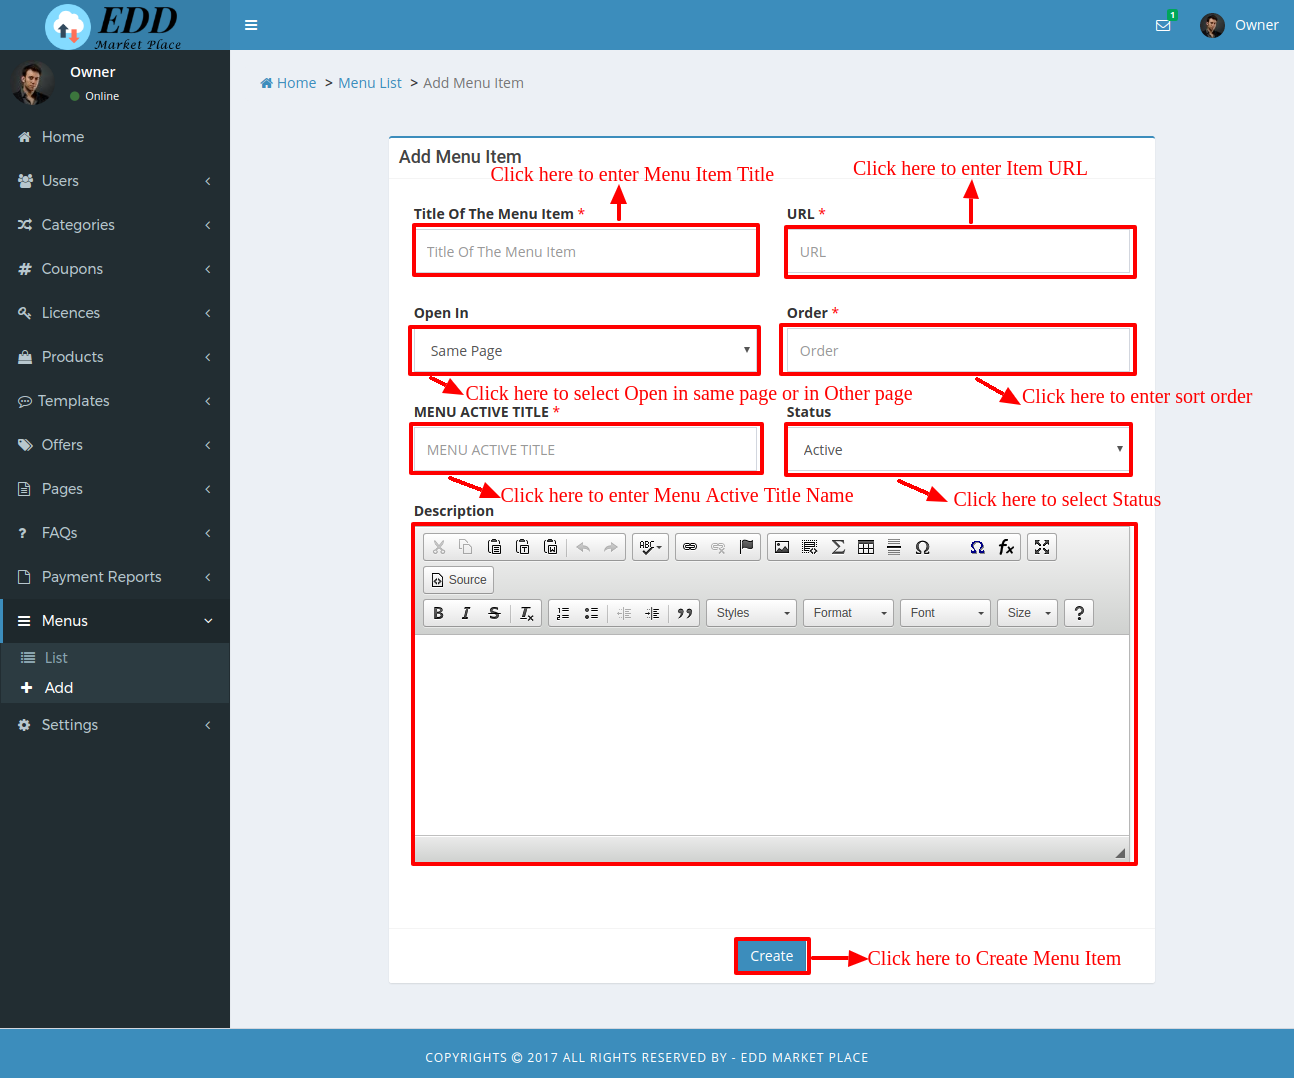 EDD
Market Place
1
Owner
Owner
Online
Home > Menu List > Add Menu Item
Home
Users
Categories
Coupons
Licences
Products
Templates
Offers
Pages
FAQs
Payment Reports
Menus
List
Add
Settings
Add Menu Item
Click here to enter Menu Item Title
Click here to enter Item URL
Title Of The Menu Item *
URL *
Title Of The Menu Item
URL
Open In
Order *
Same Page
Order
Click here to select Open in same page or in Other page
Click here to enter sort order
MENU ACTIVE TITLE *
Status
MENU ACTIVE TITLE
Active
Click here to enter Menu Active Title Name
Click here to select Status
Description
ABC
Source
B I S Tx
Styles
Format
Font
Size
?
Create
Click here to Create Menu Item
COPYRIGHTS © 2017 ALL RIGHTS RESERVED BY - EDD MARKET PLACE